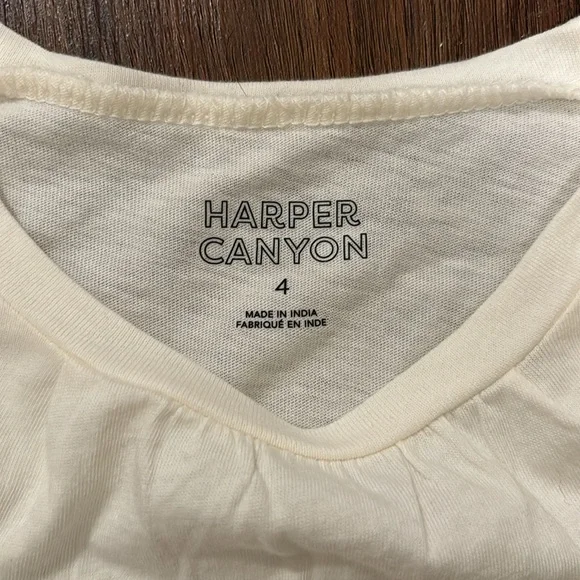 HARPER
CANYON
4
MADE IN INDIA
FABRIQUÉ EN INDE